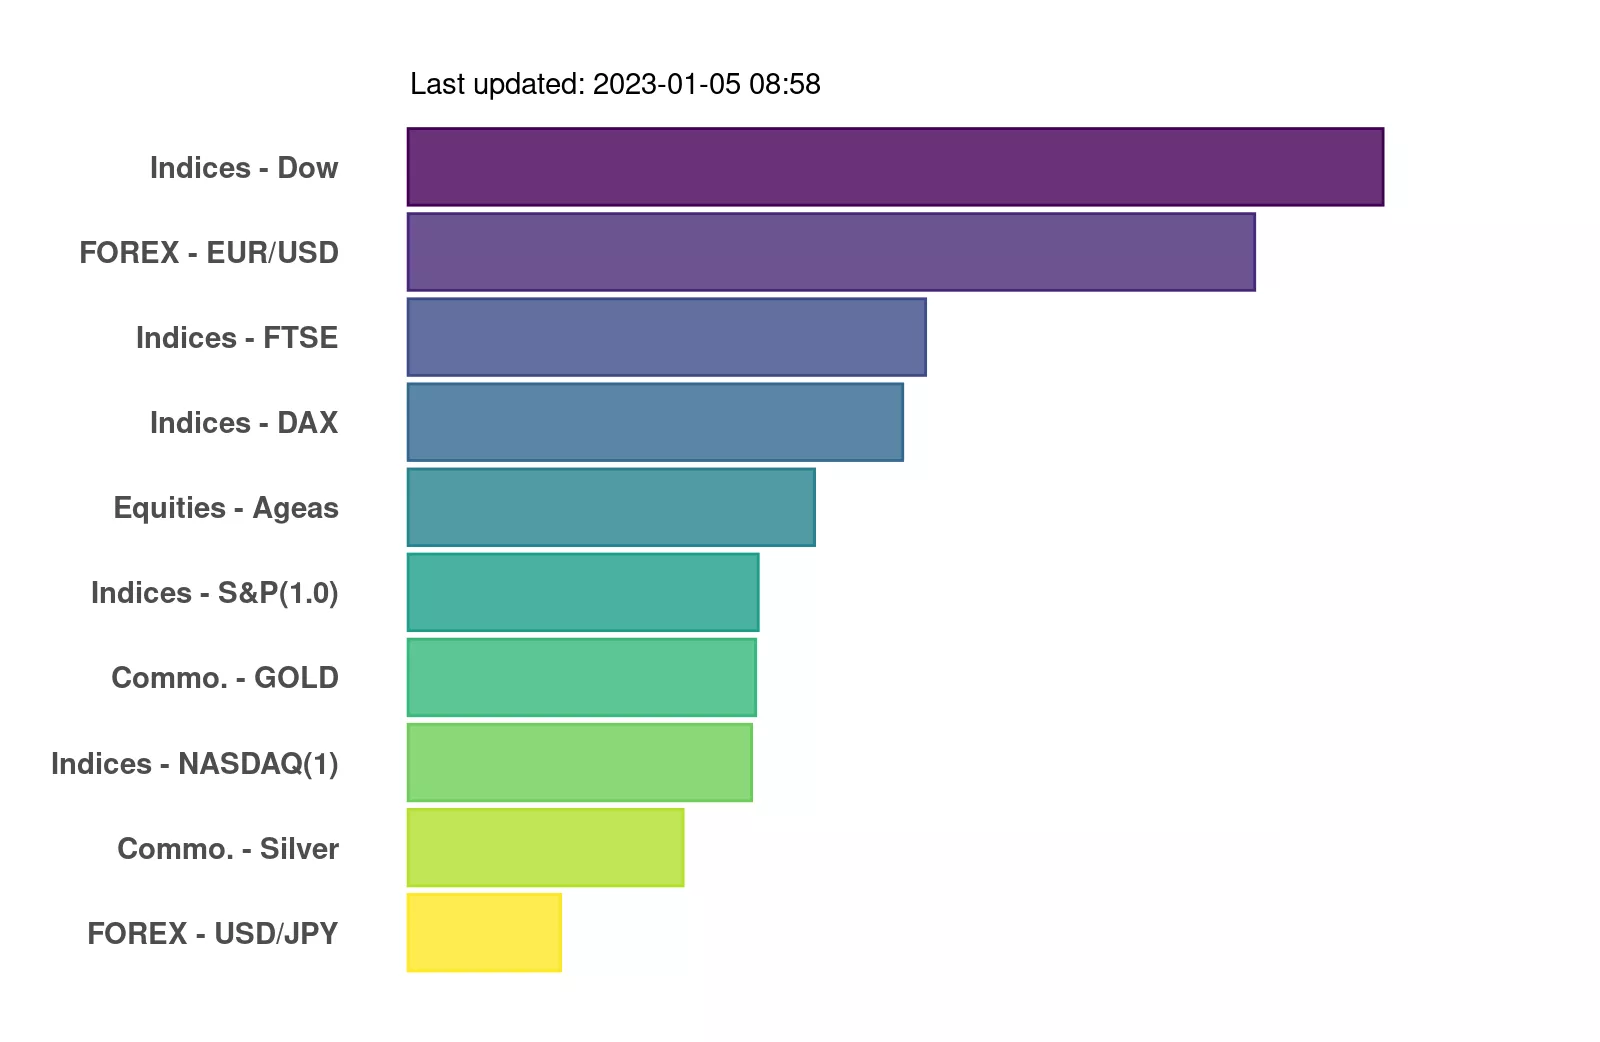 Last updated: 2023-01-05 08:58
Indices - Dow
FOREX - EUR/USD
Indices - FTSE
Indices - DAX
Equities - Ageas
Indices - S&P(1.0)
Commo. - GOLD
Indices - NASDAQ(1)
Commo. - Silver
FOREX - USD/JPY